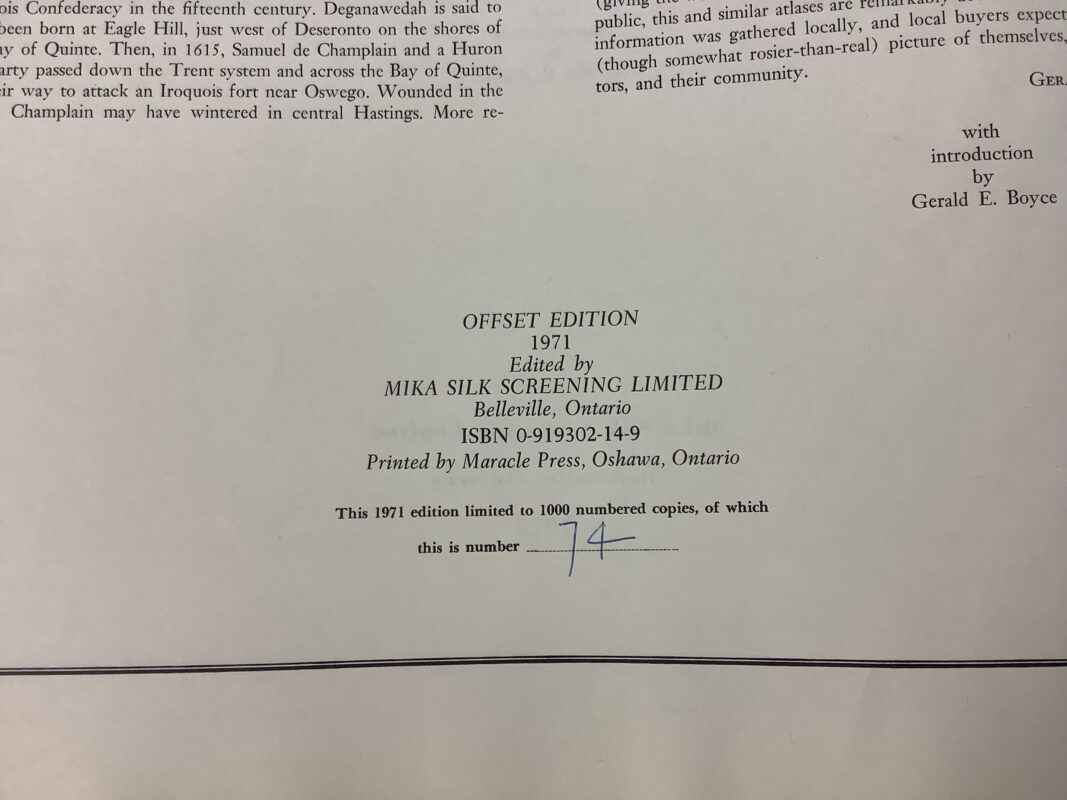 ois Confederacy in the fifteenth century. Deganawedah is said to
been born at Eagle Hill, just west of Deseronto on the shores of
ay of Quinte. Then, in 1615, Samuel de Champlain and a Huron
arty passed down the Trent system and across the Bay of Quinte,
eir way to attack an Iroquois fort near Oswego. Wounded in the
Champlain may have wintered in central Hastings. More re-
public, this and similar atlases are
information was gathered locally, and local buyers expect
(though somewhat rosier-than-real) picture of themselves,
tors, and their community.
GER
with
introduction
by
Gerald E. Boyce
OFFSET EDITION
1971
Edited by
MIKA SILK SCREENING LIMITED
Belleville, Ontario
ISBN 0-919302-14-9
Printed by Maracle Press, Oshawa, Ontario
This 1971 edition limited to 1000 numbered copies, of which
this is number 74